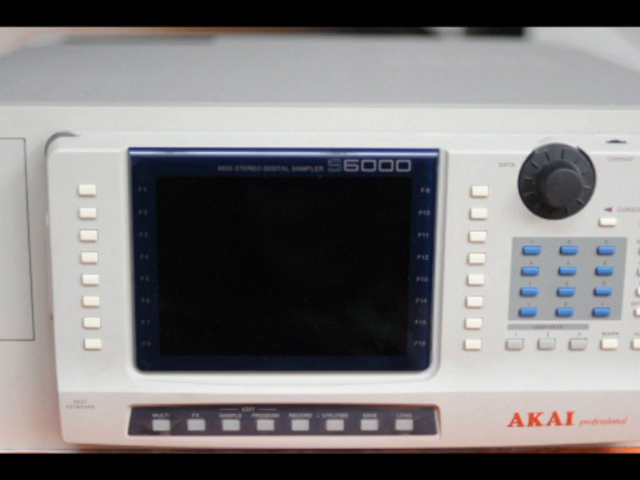 MIDI STEREO DIGITAL SAMPLER S6000
DATA
F1
F2
F3
F4
F5
F6
F7
F8
F9
F10
F11
F12
F13
F14
F15
F16
EDIT
MULTI FX SAMPLE PROGRAM RECORD UTILITIES SAVE LOAD
AKAI professional